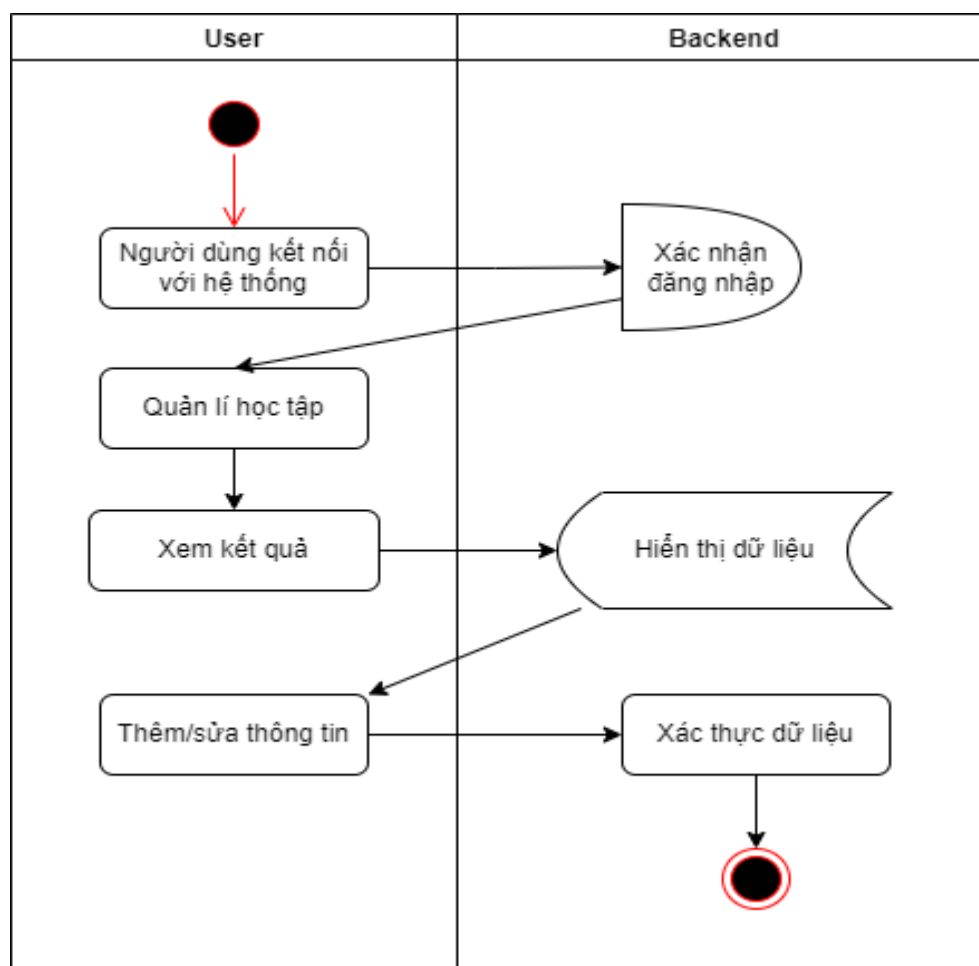 User
Backend
Người dùng kết nối
với hệ thống
Xác nhận
đăng nhập
Quản lí học tập
Xem kết quả
Hiển thị dữ liệu
Thêm/sửa thông tin
Xác thực dữ liệu